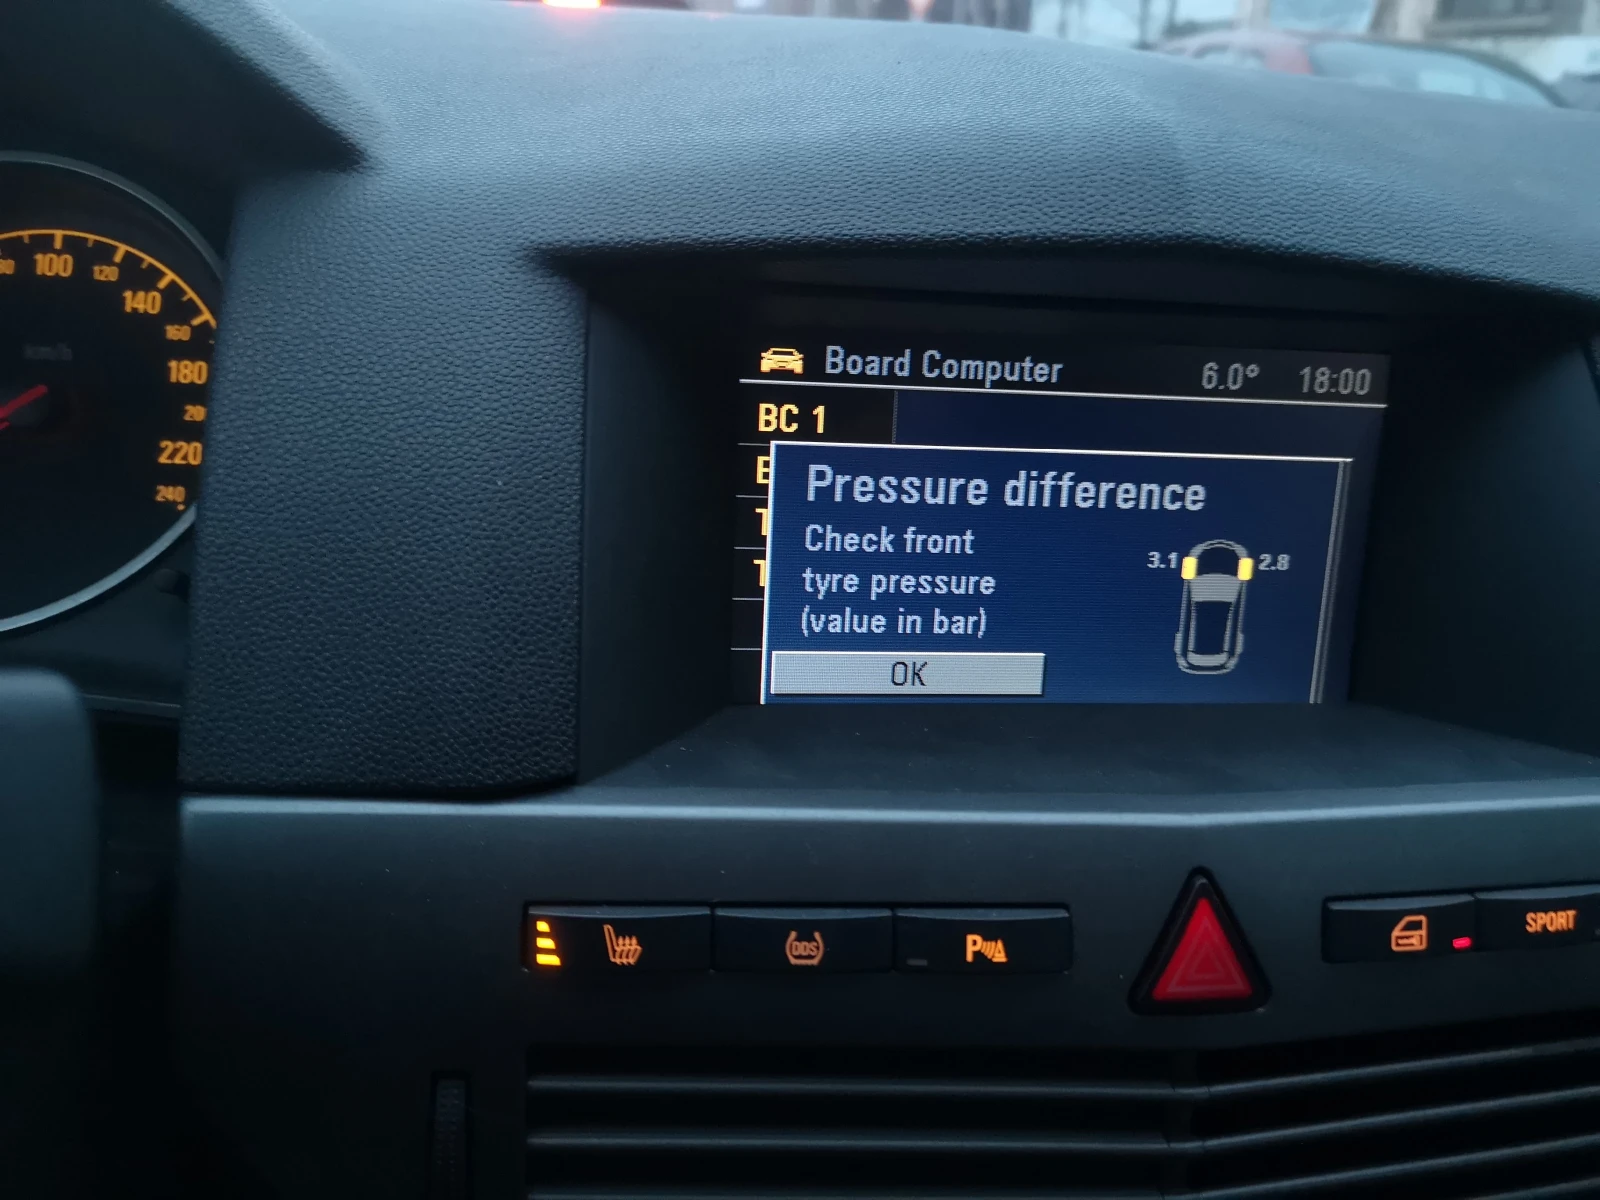 Board Computer 6.0° 18:00
BC 1
Pressure difference
Check front
tyre pressure
(value in bar)
3.1 2.8
OK
100
120
140
160
180
220
240
km/h
DDS
P
SPORT